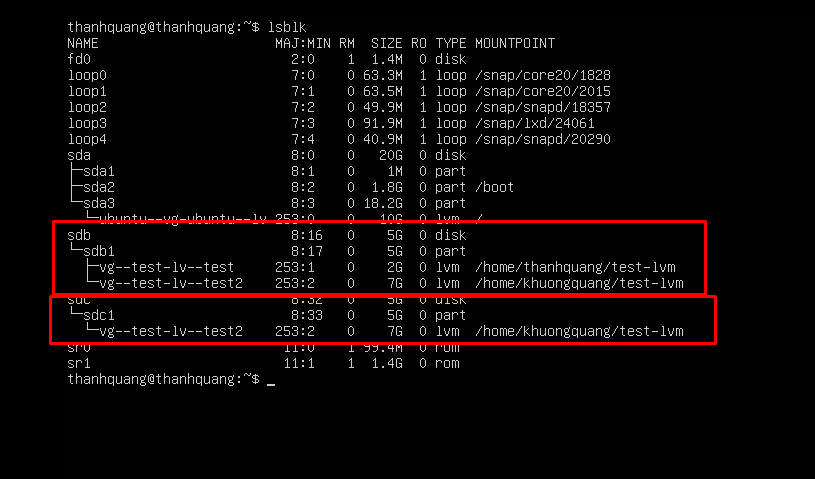 thanhquang@thanhquang:~$ lsblk
NAME                      MAJ:MIN RM  SIZE RO TYPE MOUNTPOINT
fd0                         2:0    1  1.4M  0 disk
loop0                       7:0    0 63.3M  1 loop /snap/core20/1828
loop1                       7:1    0 63.5M  1 loop /snap/core20/2015
loop2                       7:2    0 49.9M  1 loop /snap/snapd/18357
loop3                       7:3    0 91.9M  1 loop /snap/lxd/24061
loop4                       7:4    0 40.9M  1 loop /snap/snapd/20290
sda                         8:0    0   20G  0 disk
├─sda1                      8:1    0    1M  0 part
├─sda2                      8:2    0  1.8G  0 part /boot
└─sda3                      8:3    0 18.2G  0 part
  └─ubuntu--vg-ubuntu--lv 253:0    0   10G  0 lvm  /
sdb                         8:16   0    5G  0 disk
└─sdb1                      8:17   0    5G  0 part
  ├─vg--test-lv--test     253:1    0    2G  0 lvm  /home/thanhquang/test-lvm
  └─vg--test-lv--test2    253:2    0    7G  0 lvm  /home/khuongquang/test-lvm
sdc                         8:32   0    5G  0 disk
└─sdc1                      8:33   0    5G  0 part
  └─vg--test-lv--test2    253:2    0    7G  0 lvm  /home/khuongquang/test-lvm
sr0                        11:0    1 99.4M  0 rom
sr1                        11:1    1  1.4G  0 rom
thanhquang@thanhquang:~$ _